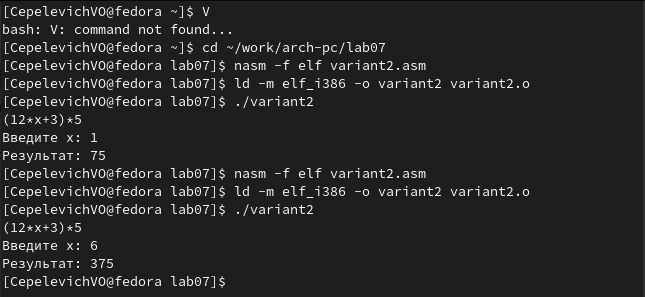 [CepelevichVO@fedora ~]$ V
bash: V: command not found...
[CepelevichVO@fedora ~]$ cd ~/work/arch-pc/lab07
[CepelevichVO@fedora lab07]$ nasm -f elf variant2.asm
[CepelevichVO@fedora lab07]$ ld -m elf_i386 -o variant2 variant2.o
[CepelevichVO@fedora lab07]$ ./variant2
(12*x+3)*5
Введите x: 1
Результат: 75
[CepelevichVO@fedora lab07]$ nasm -f elf variant2.asm
[CepelevichVO@fedora lab07]$ ld -m elf_i386 -o variant2 variant2.o
[CepelevichVO@fedora lab07]$ ./variant2
(12*x+3)*5
Введите x: 6
Результат: 375
[CepelevichVO@fedora lab07]$